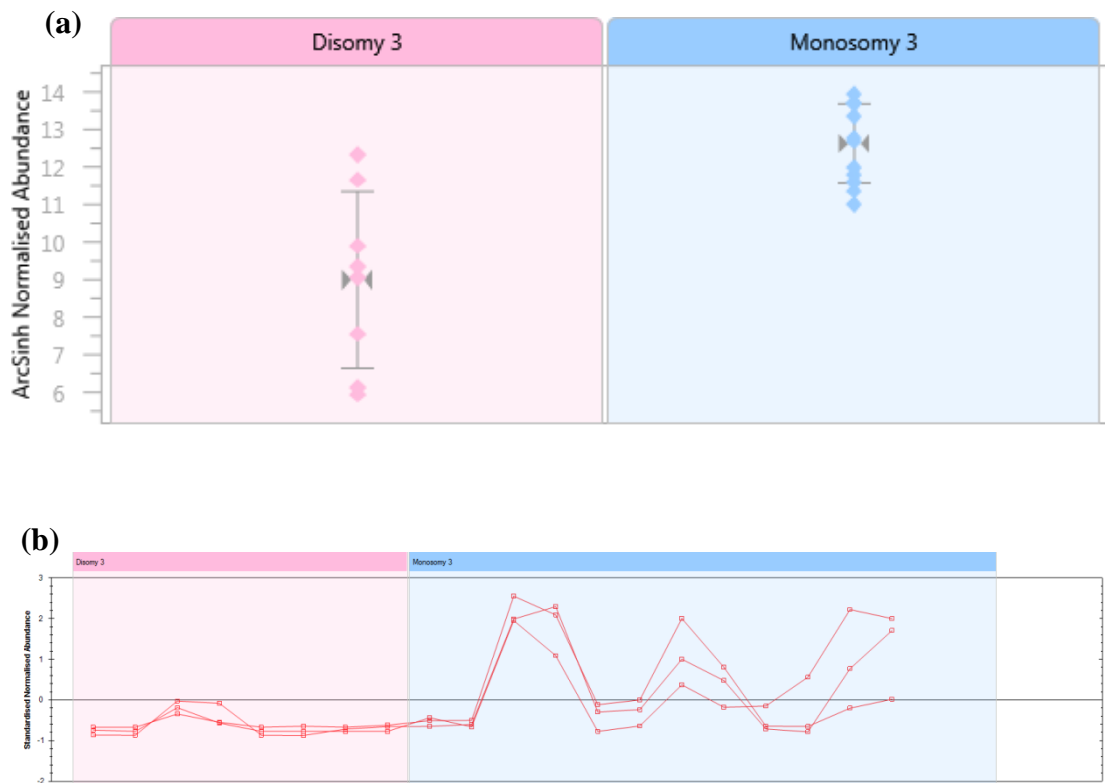 (a)
Disomy 3
Monosomy 3
ArcSinh Normalised Abundance
14
13
12
11
10
9
8
7
6
(b)
Disomy 3
Monosomy 3
Standardised Normalised Abundance
3
2
1
0
-1
-2